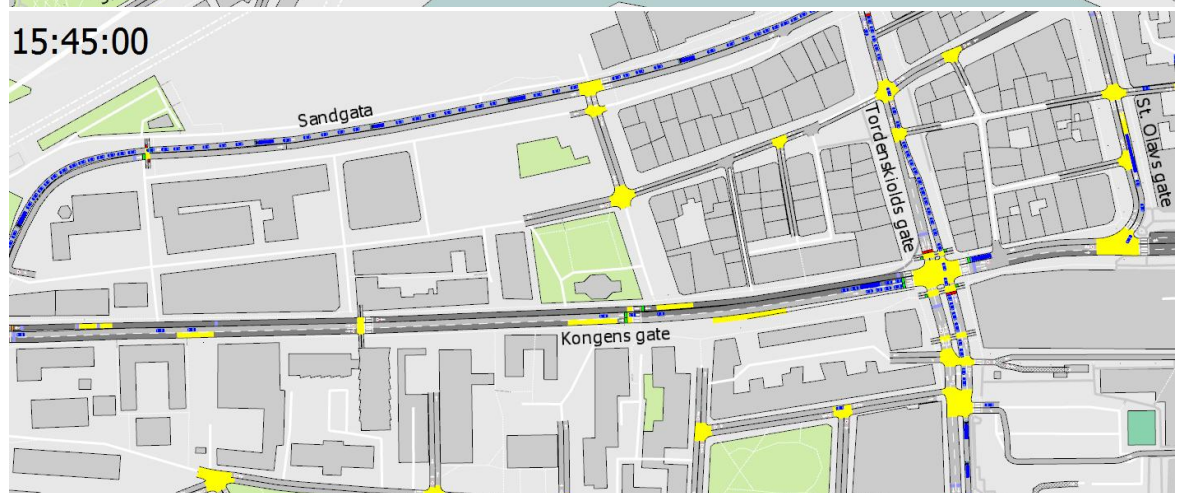 15:45:00
Sandgata
Tordenskiolds gate
St. Olavs gate
Kongens gate